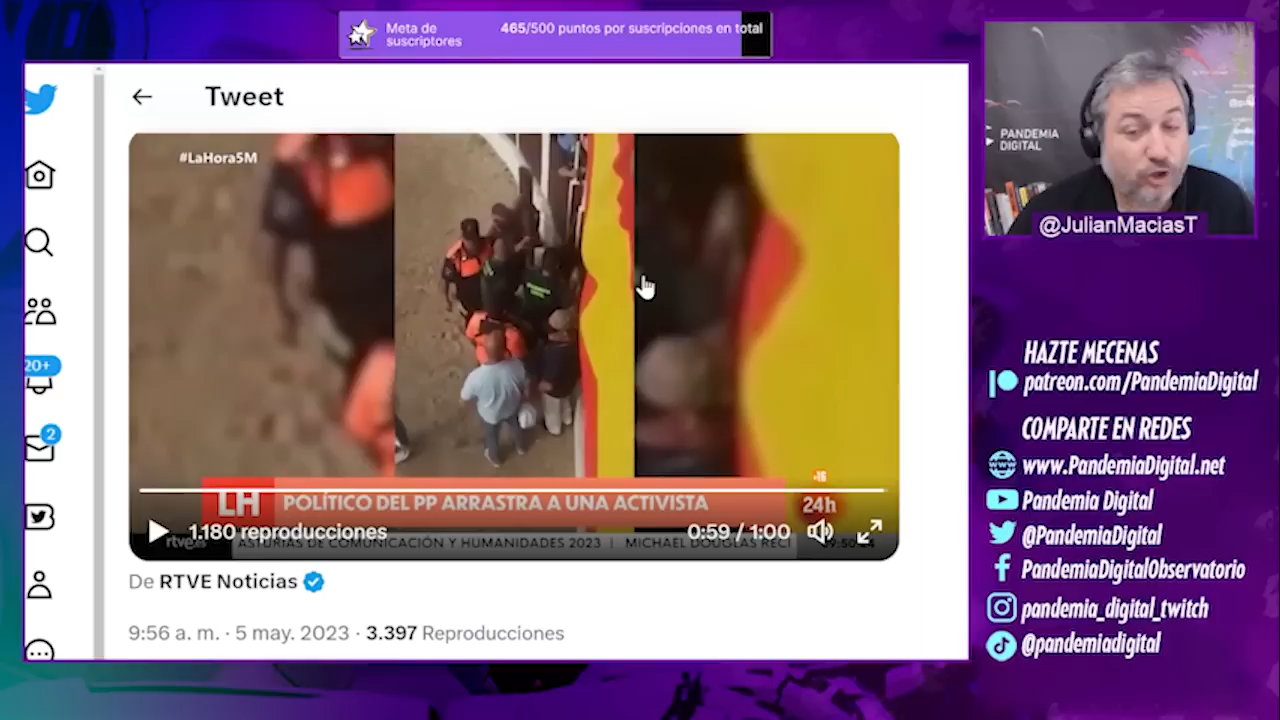 Meta de
suscriptores
465/500 puntos por suscripciones en total
Tweet
#LaHora5M
20+
2
LH POLÍTICO DEL PP ARRASTRA A UNA ACTIVISTA
+16
24h
1.180 reproducciones
0:59 / 1:00
rtve
ASTURIAS DE COMUNICACIÓN Y HUMANIDADES 2023 | MICHAEL DOUGLAS RECI
De RTVE Noticias
9:56 a. m. · 5 may. 2023 · 3.397 Reproducciones
PANDEMIA
DIGITAL
@JulianMaciasT
HAZTE MECENAS
patreon.com/PandemiaDigital
COMPARTE EN REDES
www.PandemiaDigital.net
Pandemia Digital
@PandemiaDigital
PandemiaDigitalObservatorio
pandemia_digital_twitch
@pandemiadigital